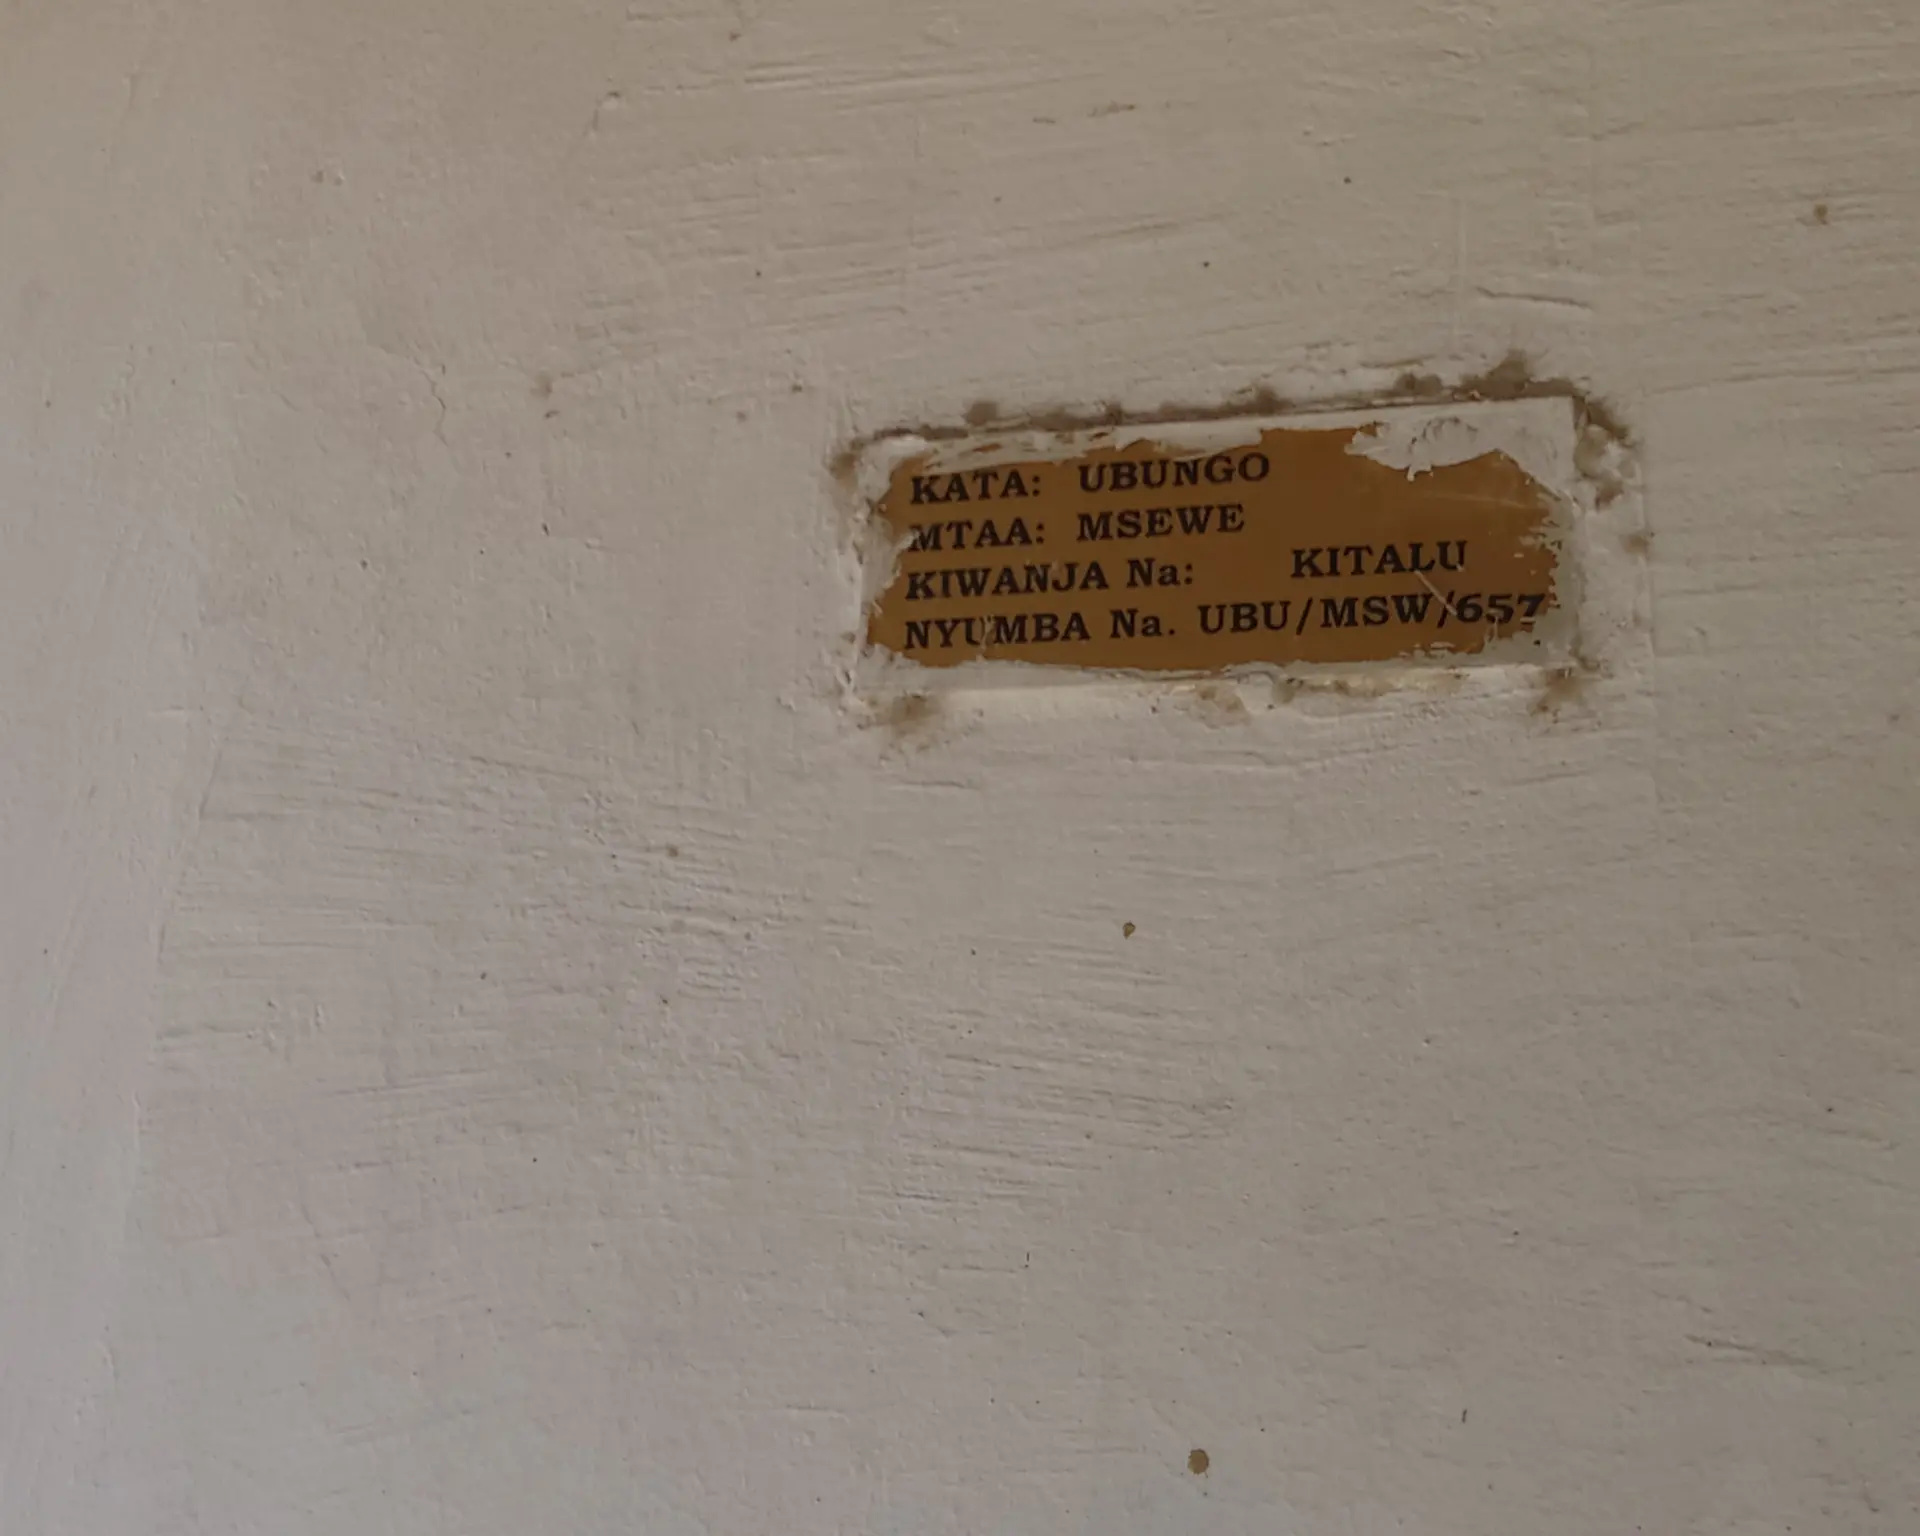 KATA: UBUNGO
MTAA: MSEWE
KIWANJA Na: KITALU
NYUMBA Na. UBU/MSW/657